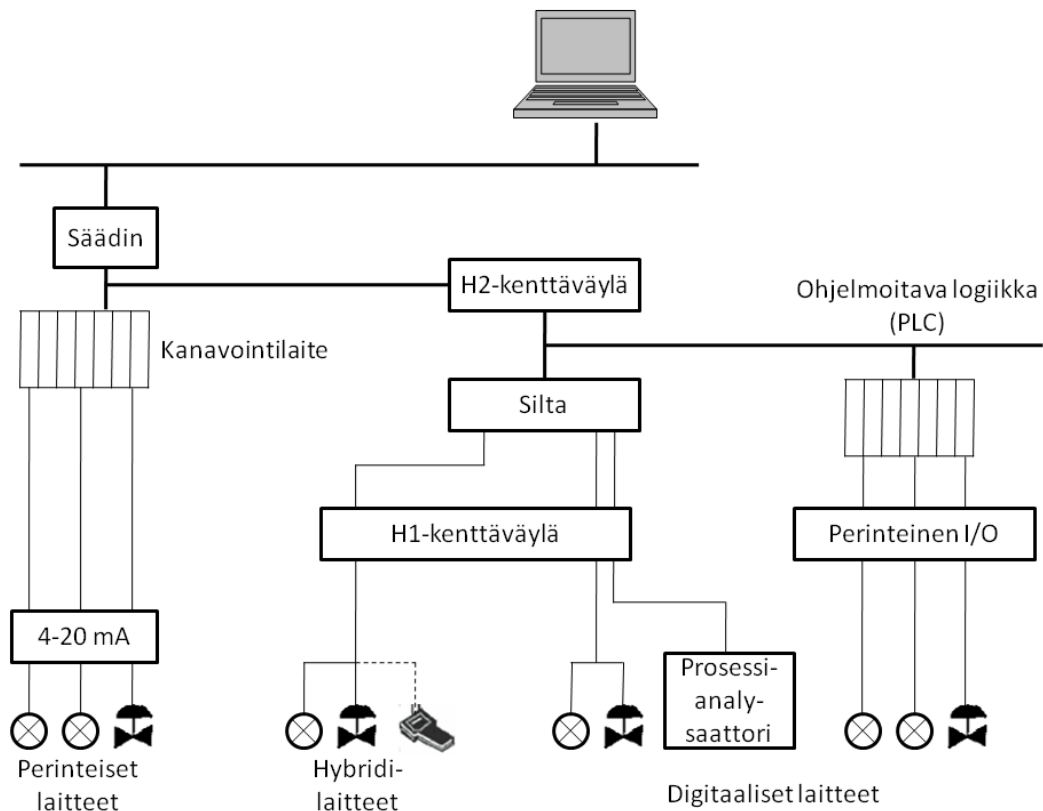 Säädin
H2-kenttäväylä
Ohjelmoitava logiikka
(PLC)
Kanavointilaite
Silta
H1-kenttäväylä
Perinteinen I/O
4-20 mA
Prosessi-
analy-
saattori
Perinteiset
laitteet
Hybridi-
laitteet
Digitaaliset laitteet